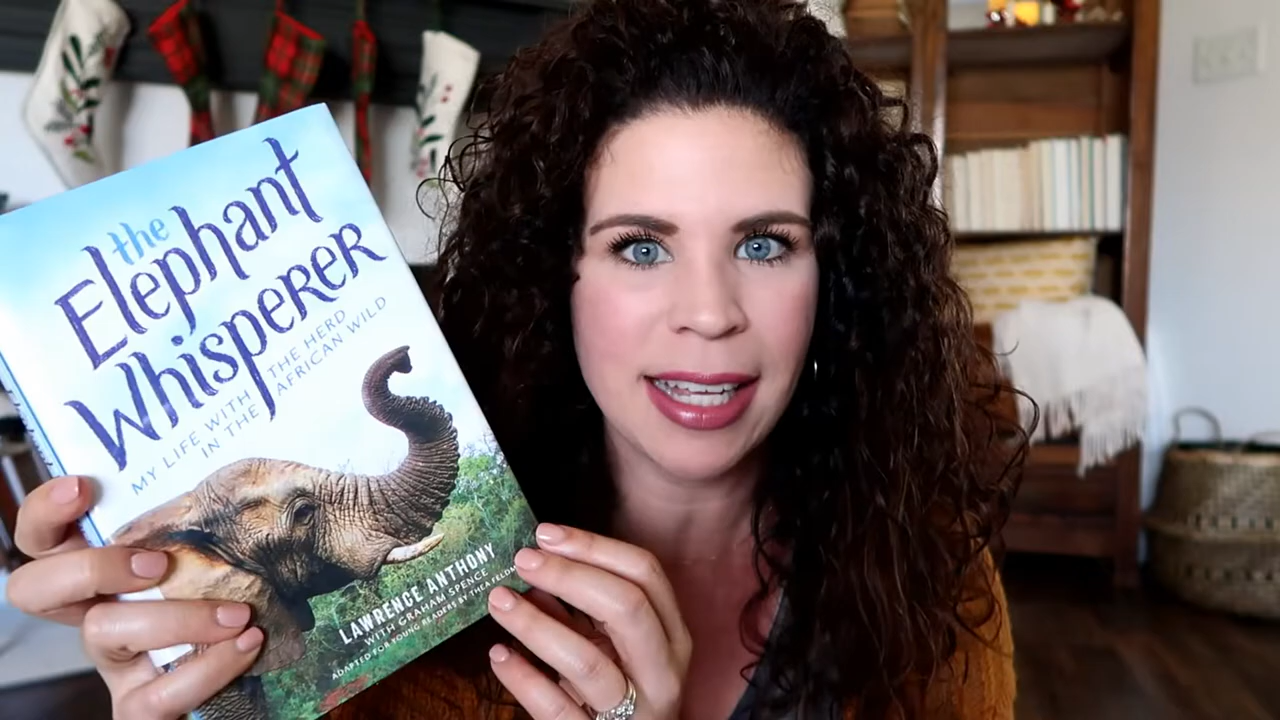 the
Elephant
Whisperer
MY LIFE WITH THE HERD
IN THE AFRICAN WILD
LAWRENCE ANTHONY
WITH GRAHAM SPENCE
ADAPTED FOR YOUNG READERS BY THEA